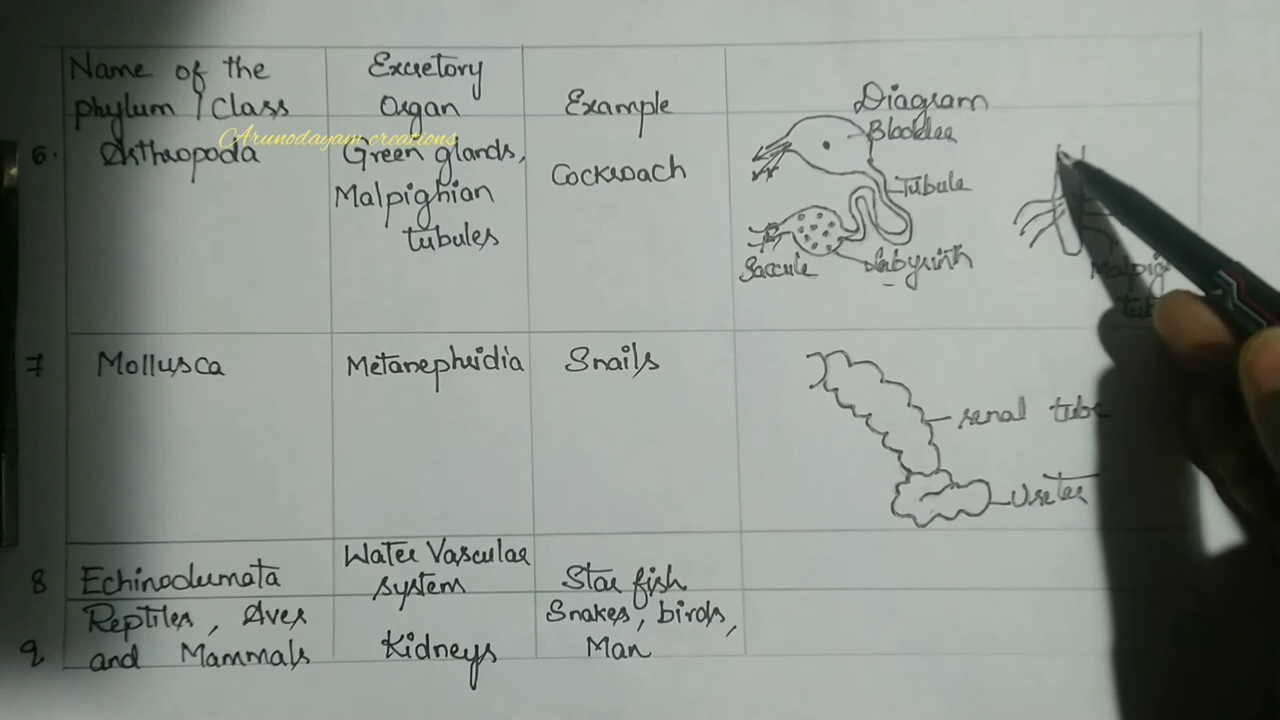 Name of the phylum / Class
Excretory Organ
Example
Diagram
Arunodayam creations
6. Arthropoda
Green glands, Malpighian tubules
Cockroach
Bladder
Tubule
Labyrinth
Saccule
Malpig
tub
7 Mollusca
Metanephridia
Snails
renal tube
Ureter
8 Echinodermata
Water Vascular system
Star fish
9 Reptiles, Aves and Mammals
Kidneys
Snakes, birds, Man